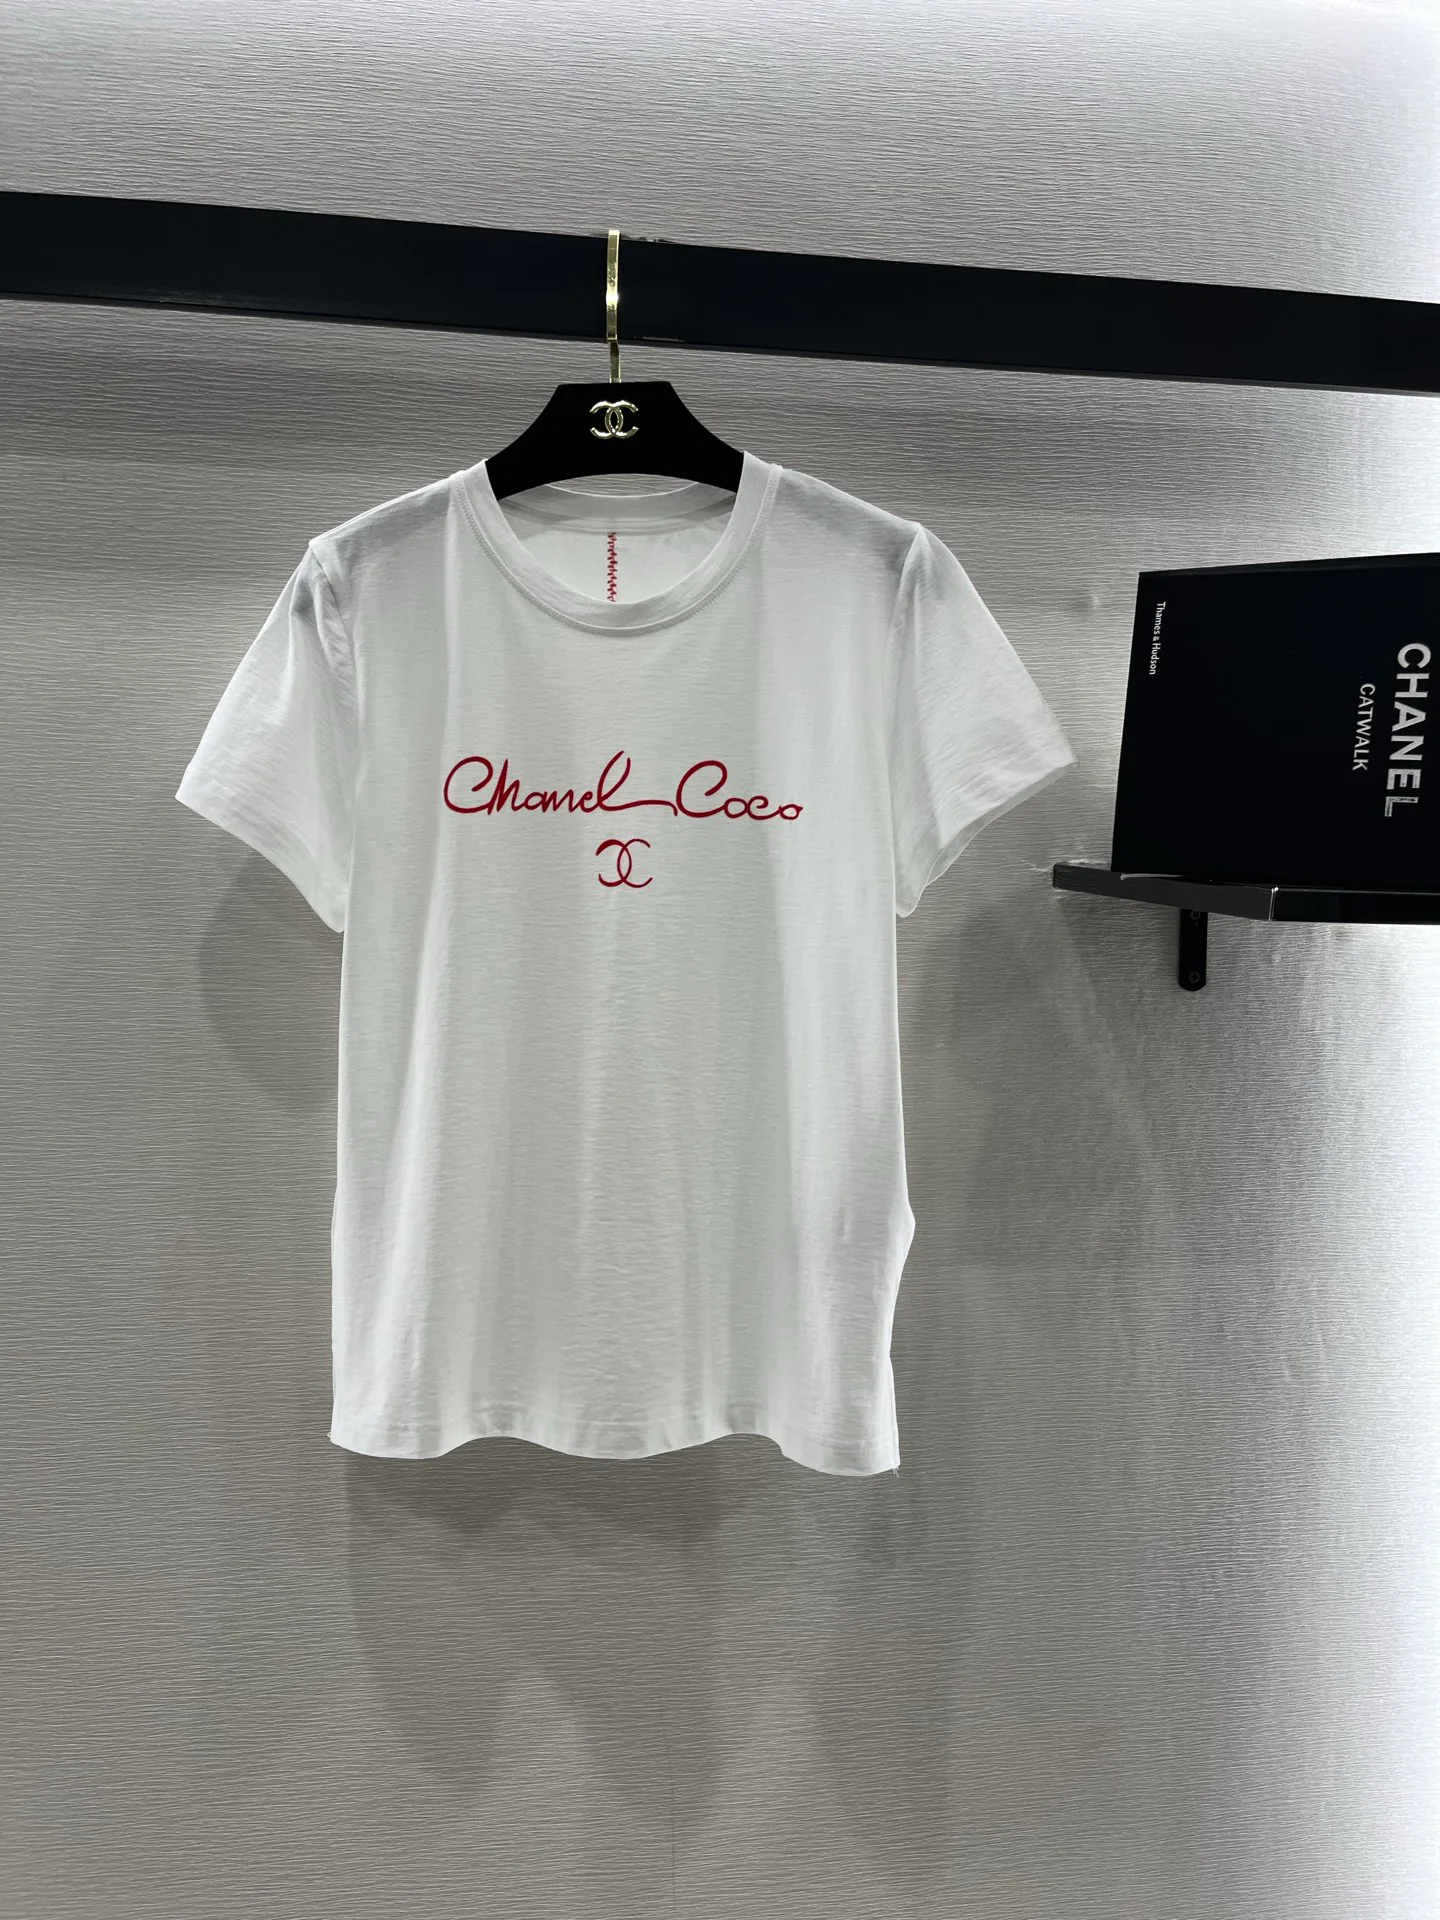 Chanel Coco
Thames & Hudson
CHANEL
CATWALK